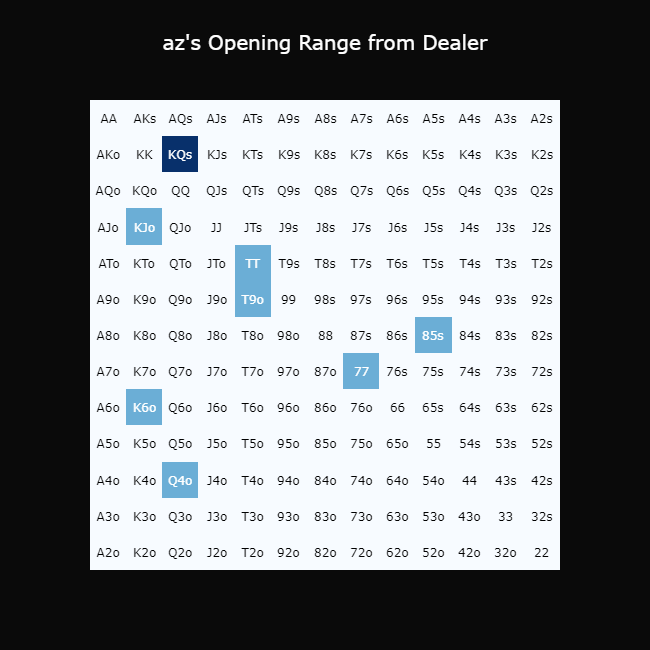 az's Opening Range from Dealer
AA AKs AQs AJs ATs A9s A8s A7s A6s A5s A4s A3s A2s
AKo KK KQs KJs KTs K9s K8s K7s K6s K5s K4s K3s K2s
AQo KQo QQ QJs QTs Q9s Q8s Q7s Q6s Q5s Q4s Q3s Q2s
AJo KJo QJo JJ JTs J9s J8s J7s J6s J5s J4s J3s J2s
ATo KTo QTo JTo TT T9s T8s T7s T6s T5s T4s T3s T2s
A9o K9o Q9o J9o T9o 99 98s 97s 96s 95s 94s 93s 92s
A8o K8o Q8o J8o T8o 98o 88 87s 86s 85s 84s 83s 82s
A7o K7o Q7o J7o T7o 97o 87o 77 76s 75s 74s 73s 72s
A6o K6o Q6o J6o T6o 96o 86o 76o 66 65s 64s 63s 62s
A5o K5o Q5o J5o T5o 95o 85o 75o 65o 55 54s 53s 52s
A4o K4o Q4o J4o T4o 94o 84o 74o 64o 54o 44 43s 42s
A3o K3o Q3o J3o T3o 93o 83o 73o 63o 53o 43o 33 32s
A2o K2o Q2o J2o T2o 92o 82o 72o 62o 52o 42o 32o 22